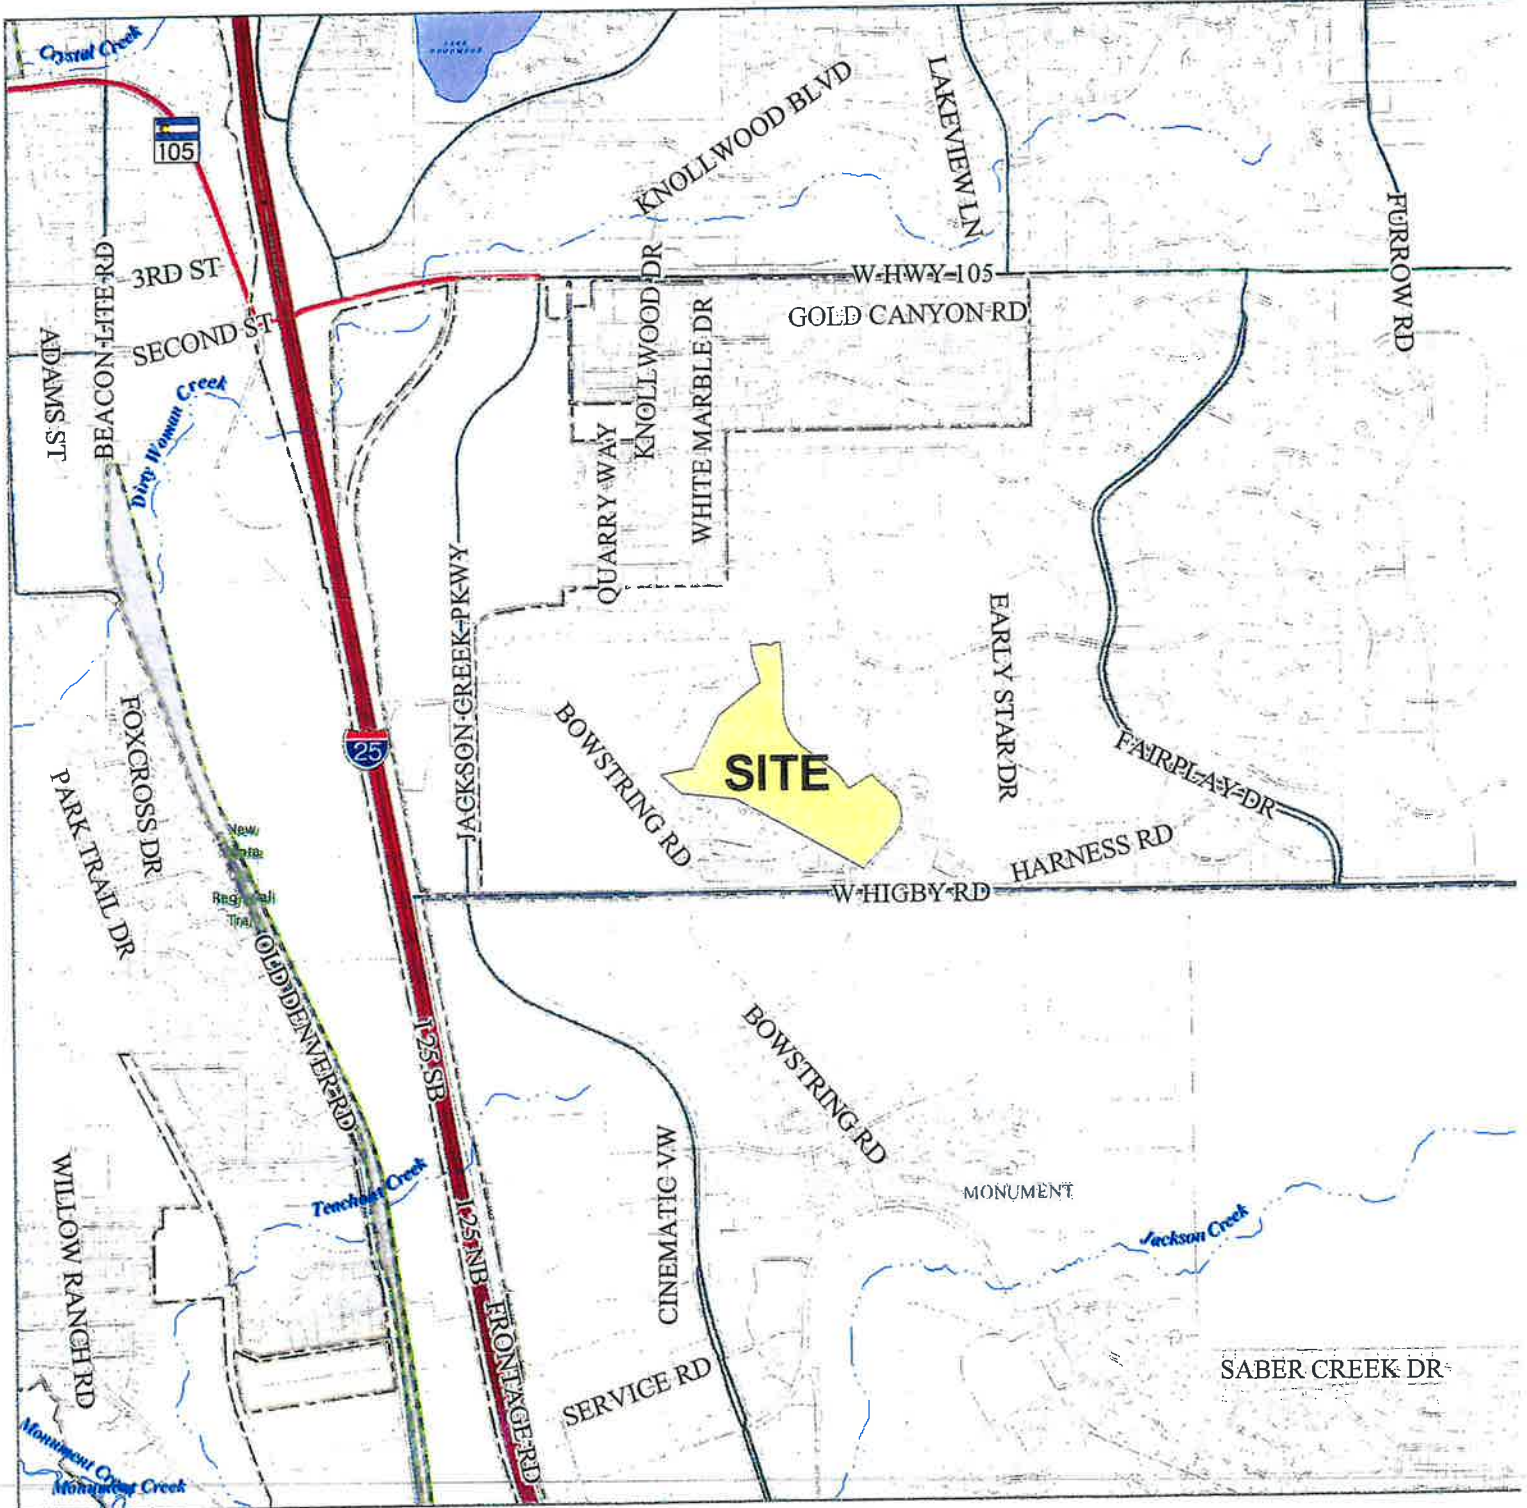 Crystal Creek
LAKE
105
KNOLLWOOD BLVD
LAKEVIEW LN
FURROW RD
3RD ST
BEACON LITE RD
SECOND ST
ADAMS ST
KNOLLWOOD DR
W HWY 105
GOLD CANYON RD
WHITE MARBLE DR
Dirty Woman Creek
QUARRY WAY
JACKSON CREEK PKWY
EARLY STAR DR
BOWSTRING RD
SITE
FAIRPLAY DR
25
FOXCROSS DR
PARK TRAIL DR
New
HARNESS RD
W HIGBY RD
OLD DENVER RD
I-25 SB
BOWSTRING RD
CINEMATIC VW
Teachout Creek
MONUMENT
WILLOW RANCH RD
I-25 NB
Jackson Creek
FRONTAGE RD
SERVICE RD
SABER CREEK DR
Monument Creek
Monument Creek